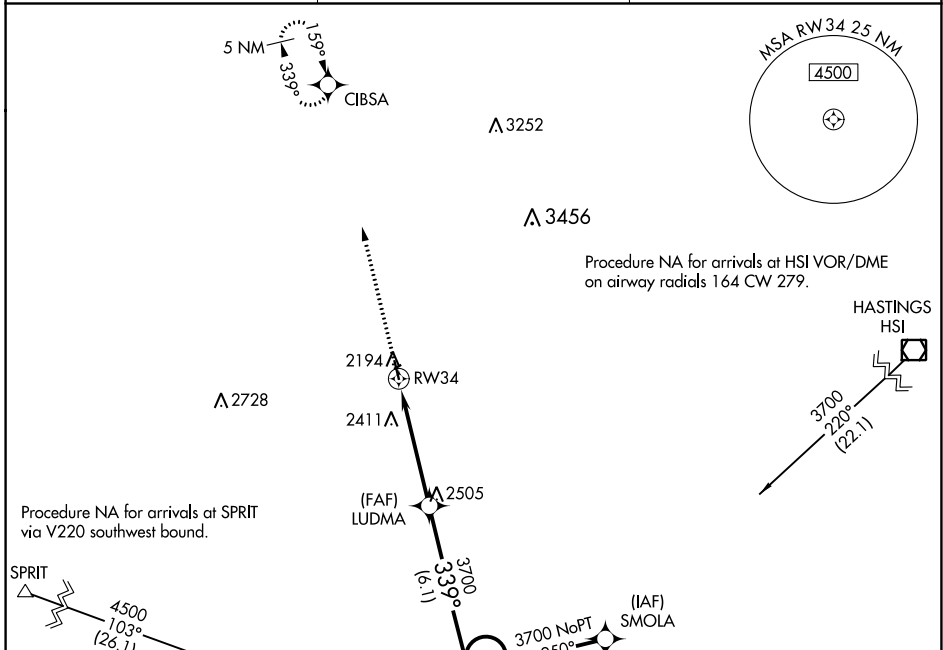 5 NM
159°
339°
CIBSA
MSA RW34 25 NM
4500
3252
3456
Procedure NA for arrivals at HSI VOR/DME
on airway radials 164 CW 279.
HASTINGS
HSI
2194
RW34
2728
2411
3700
220°
(22.1)
(FAF)
LUDMA
2505
Procedure NA for arrivals at SPRIT
via V220 southwest bound.
SPRIT
4500
103°
(26.1)
3700
339°
(6.1)
(IAF)
SMOLA
3700 NoPT